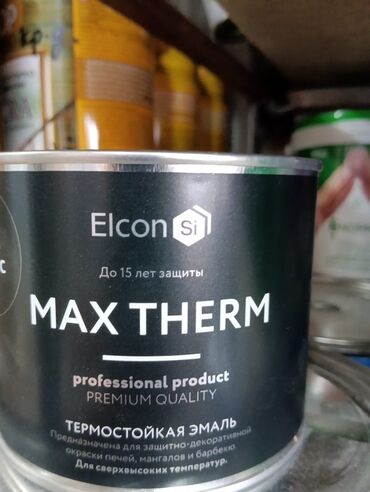 Elcon Si
До 15 лет защиты
MAX THERM
professional product
PREMIUM QUALITY
ТЕРМОСТОЙКАЯ ЭМАЛЬ
Предназначена для защитно-декоративной
окраски печей, мангалов и барбекю.
Для сверхвысоких температур.